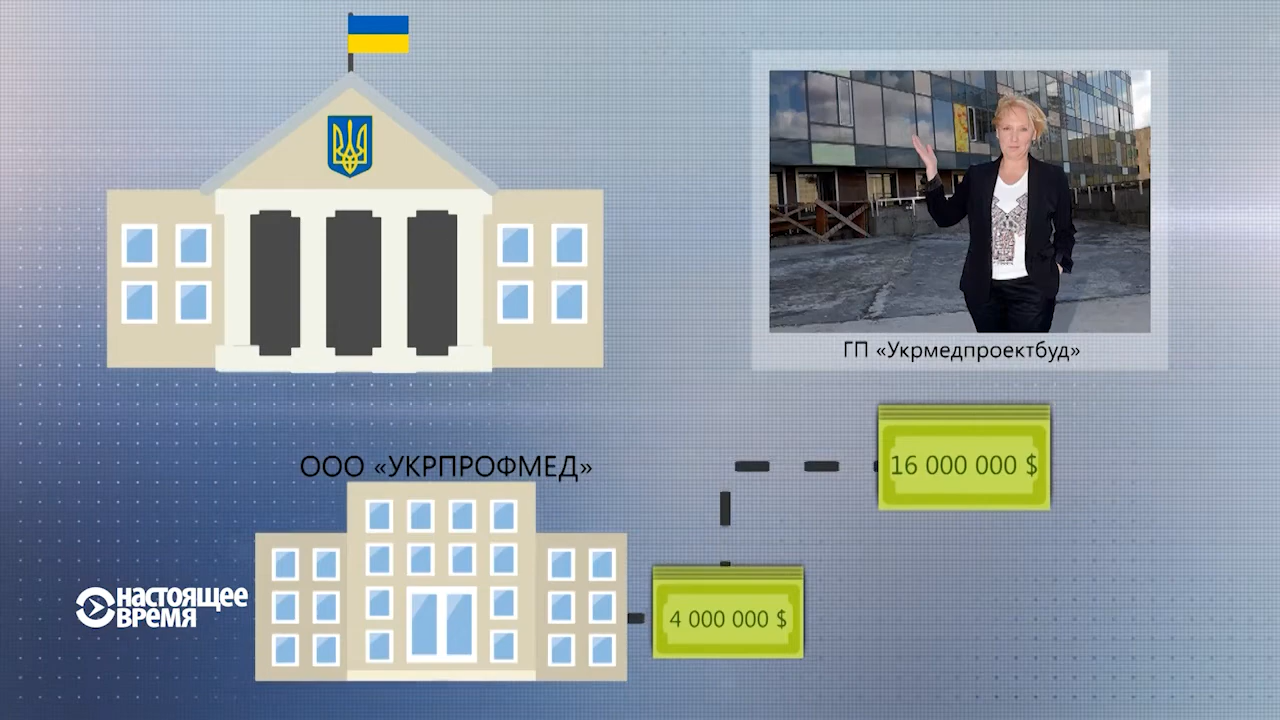 ГП «Укрмедпроектбуд»
16 000 000 $
ООО «УКРПРОФМЕД»
4 000 000 $
НАСТОЯЩЕЕ
ВРЕМЯ